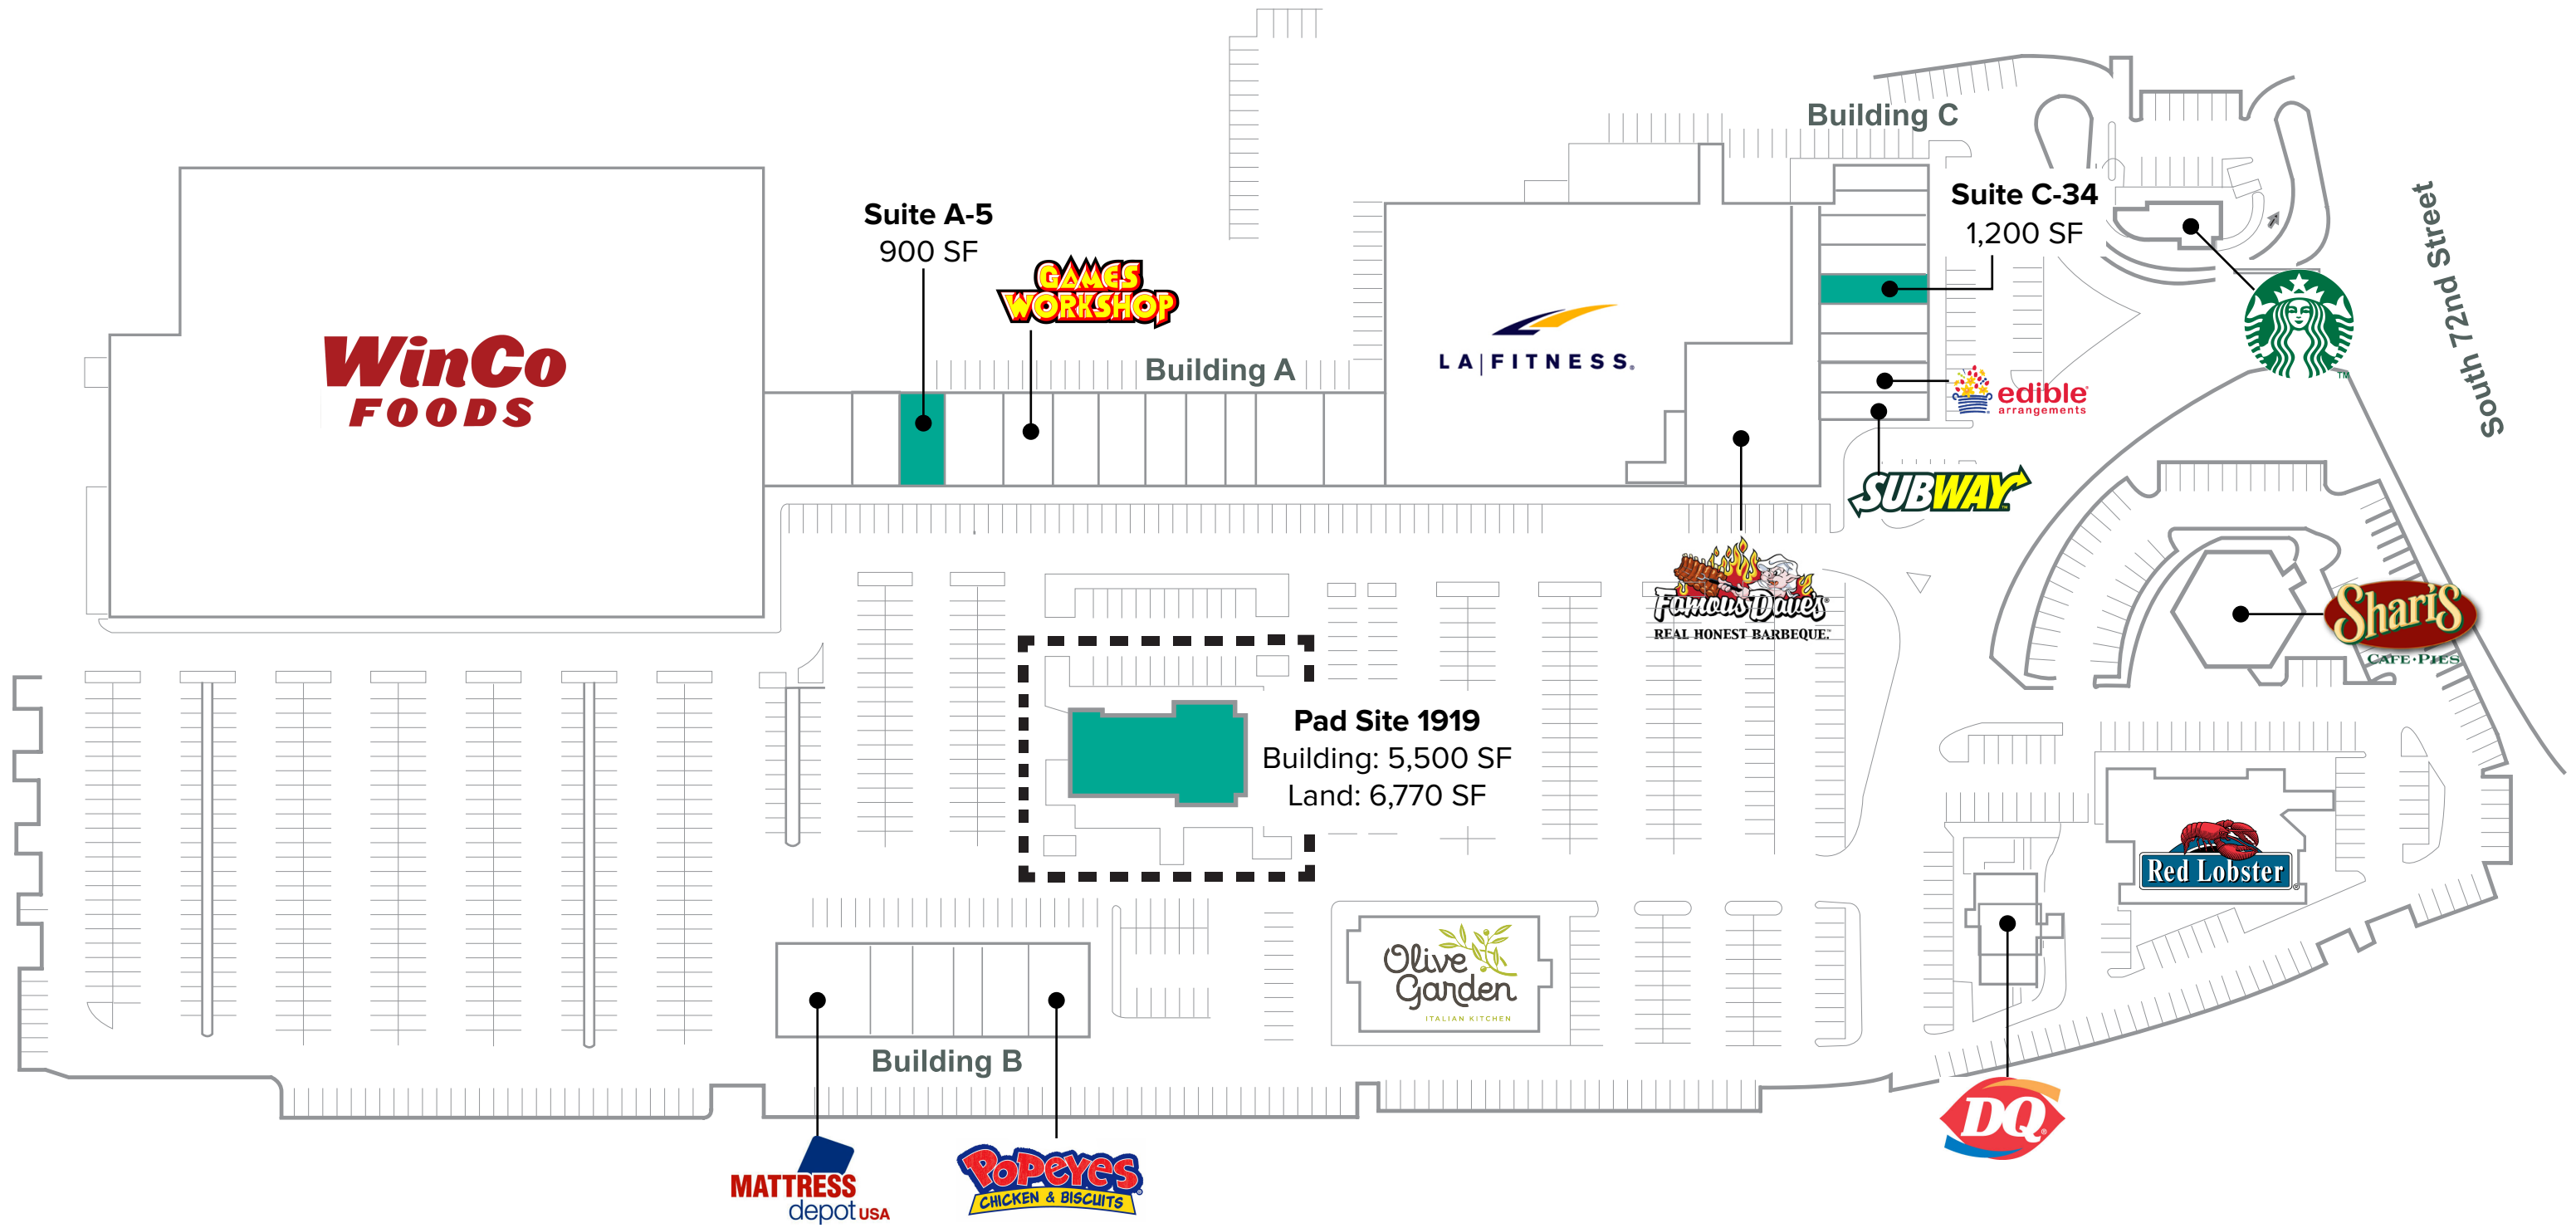 Building C
Suite C-34
1,200 SF
Suite A-5
900 SF
GAMES
WORKSHOP
South 72nd Street
WinCo
FOODS
Building A
LA|FITNESS®
TM
edible®
arrangements
SUBWAY
Famous Dave's
REAL HONEST BARBEQUE.™
Shari's
CAFE•PIES
Pad Site 1919
Building: 5,500 SF
Land: 6,770 SF
Red Lobster®
Olive
Garden
ITALIAN KITCHEN
Building B
DQ®
MATTRESS
depot USA
POPEYES®
CHICKEN & BISCUITS